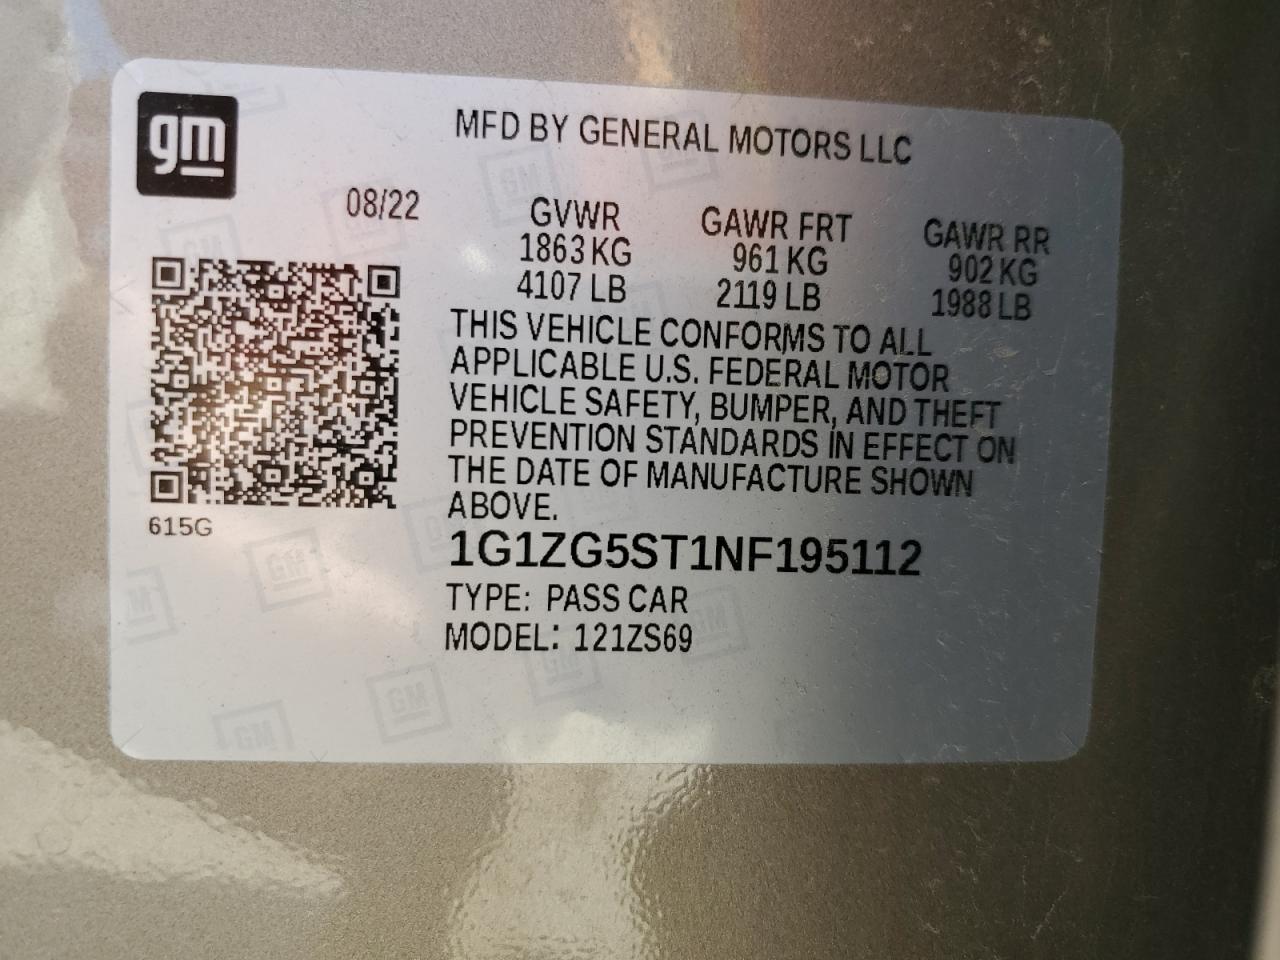 gm
MFD BY GENERAL MOTORS LLC
08/22
GVWR GAWR FRT GAWR RR
1863 KG 961 KG 902 KG
4107 LB 2119 LB 1988 LB
THIS VEHICLE CONFORMS TO ALL
APPLICABLE U.S. FEDERAL MOTOR
VEHICLE SAFETY, BUMPER, AND THEFT
PREVENTION STANDARDS IN EFFECT ON
THE DATE OF MANUFACTURE SHOWN
ABOVE.
615G
1G1ZG5ST1NF195112
TYPE: PASS CAR
MODEL: 121ZS69